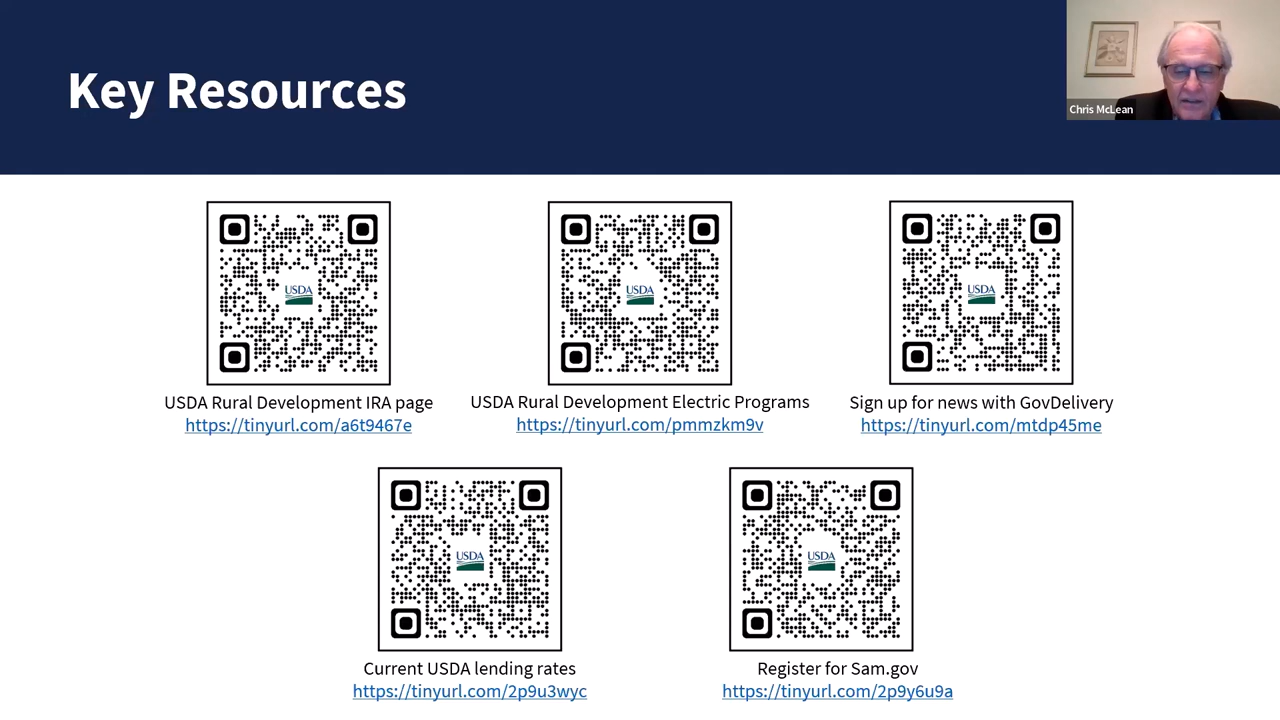 Key Resources
Chris McLean
USDA
USDA
USDA
USDA Rural Development IRA page
https://tinyurl.com/a6t9467e
USDA Rural Development Electric Programs
https://tinyurl.com/pmmzkm9v
Sign up for news with GovDelivery
https://tinyurl.com/mtdp45me
USDA
USDA
Current USDA lending rates
https://tinyurl.com/2p9u3wyc
Register for Sam.gov
https://tinyurl.com/2p9y6u9a